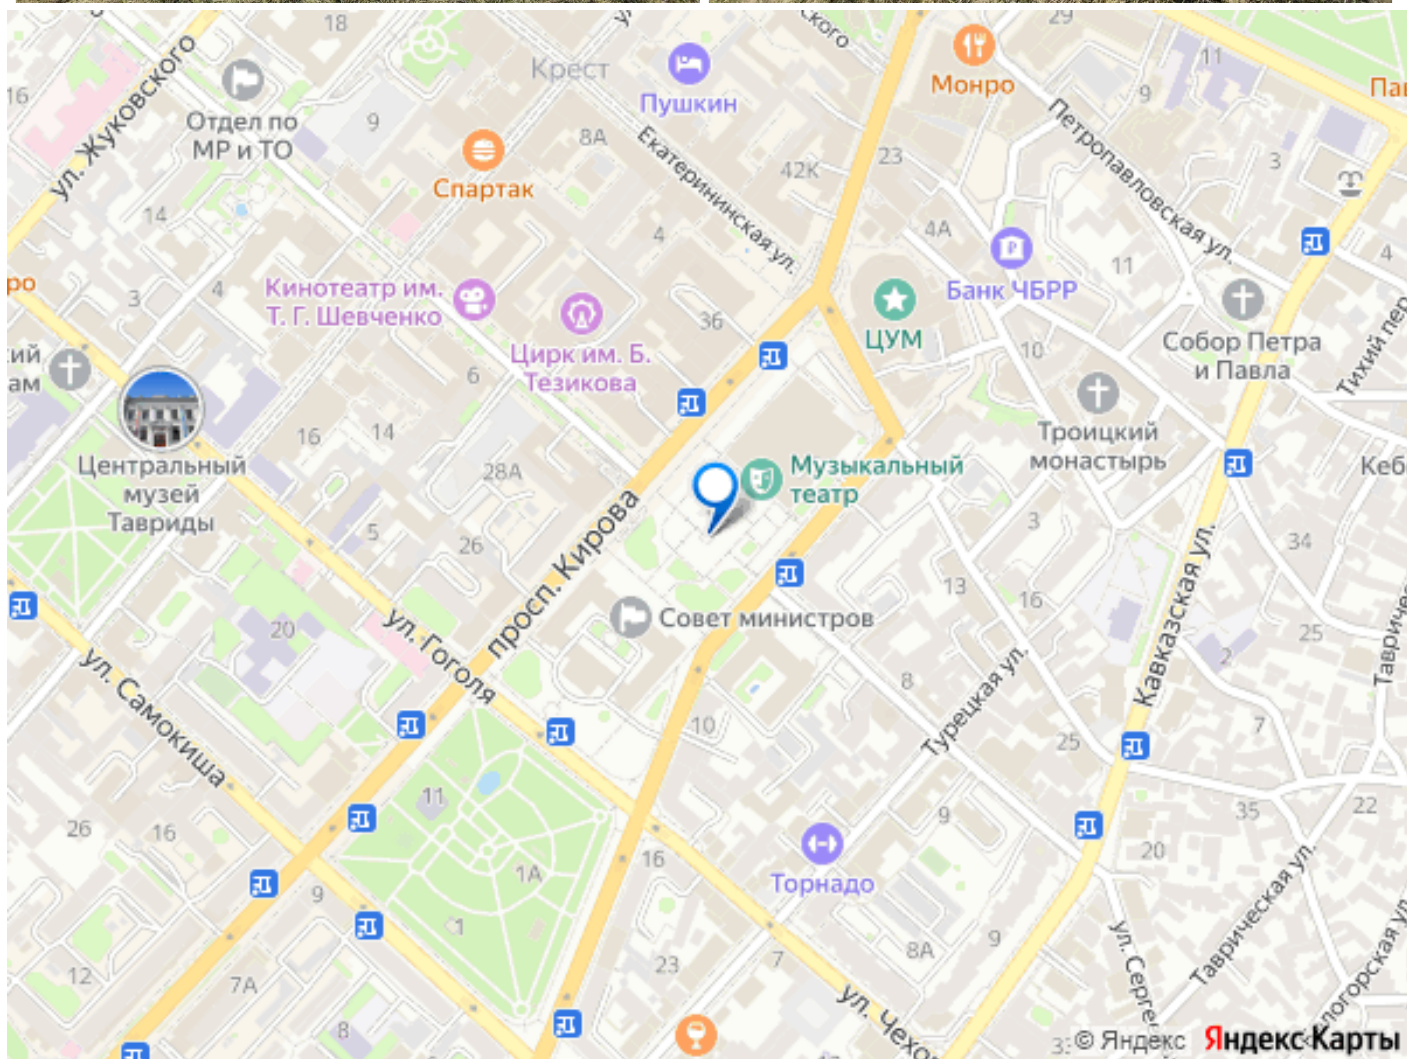 18
29
ул. Жуковского
Крест
Пушкин
Монро
11
9
16
Отдел по
МР и ТО
9
8А
Спартак
Екатерининская ул.
42К
23
Петропавловская ул.
3
14
4
4А
Банк ЧБРР
11
4
3
4
Кинотеатр им.
Т. Г. Шевченко
36
Цирк им. Б.
Тезикова
ЦУМ
10
Собор Петра
и Павла
Тихий пер
6
Троицкий
монастырь
16
14
28А
Центральный
музей
Тавриды
Музыкальный
театр
5
26
просп. Кирова
3
34
13
16
Кавказская ул.
20
ул. Гоголя
Совет министров
25
2
ул. Самокиша
8
Турецкая ул.
10
25
7
11
35
22
26
16
9
1А
16
Торнадо
9
20
Таврическая ул.
1
12
7А
23
7
8А
9
ул. Серге
8
ул. Чехо
© Яндекс Яндекс Карты